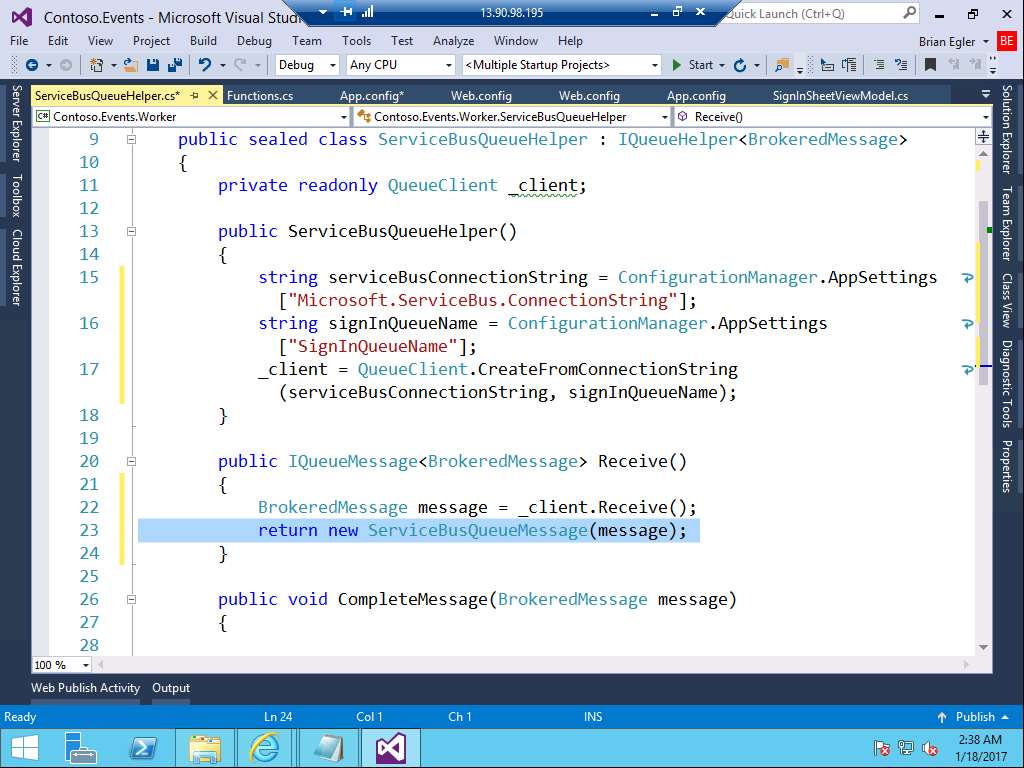 Contoso.Events - Microsoft Visual Stud
13.90.98.195
Quick Launch (Ctrl+Q)
File Edit View Project Build Debug Team Tools Test Analyze Window Help
Brian Egler BE
Debug Any CPU <Multiple Startup Projects> Start
ServiceBusQueueHelper.cs* Functions.cs App.config* Web.config Web.config App.config SignInSheetViewModel.cs
Contoso.Events.Worker Contoso.Events.Worker.ServiceBusQueueHelper Receive()
Server Explorer
Toolbox
Cloud Explorer
9 public sealed class ServiceBusQueueHelper : IQueueHelper<BrokeredMessage>
10 {
11 private readonly QueueClient _client;
12
13 public ServiceBusQueueHelper()
14 {
15 string serviceBusConnectionString = ConfigurationManager.AppSettings
["Microsoft.ServiceBus.ConnectionString"];
16 string signInQueueName = ConfigurationManager.AppSettings
["SignInQueueName"];
17 _client = QueueClient.CreateFromConnectionString
(serviceBusConnectionString, signInQueueName);
18 }
19
20 public IQueueMessage<BrokeredMessage> Receive()
21 {
22 BrokeredMessage message = _client.Receive();
23 return new ServiceBusQueueMessage(message);
24 }
25
26 public void CompleteMessage(BrokeredMessage message)
27 {
28
Solution Explorer
Team Explorer
Class View
Diagnostic Tools
Properties
100 %
Web Publish Activity Output
Ready Ln 24 Col 1 Ch 1 INS Publish
2:38 AM
1/18/2017